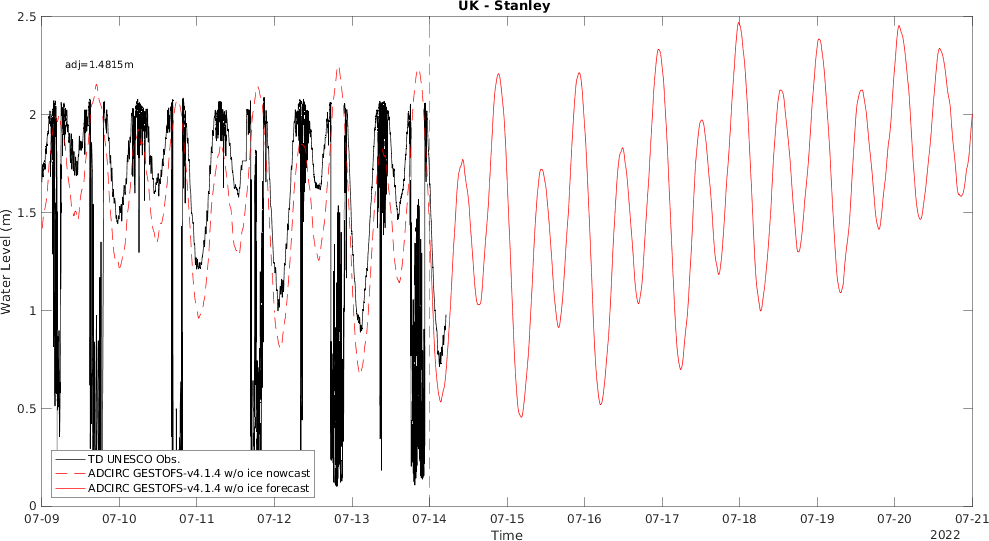 UK - Stanley
adj=1.4815m
2.5
2
1.5
1
0.5
0
Water Level (m)
TD UNESCO Obs.
ADCIRC GESTOFS-v4.1.4 w/o ice nowcast
ADCIRC GESTOFS-v4.1.4 w/o ice forecast
07-09 07-10 07-11 07-12 07-13 07-14 07-15 07-16 07-17 07-18 07-19 07-20 07-21
Time
2022